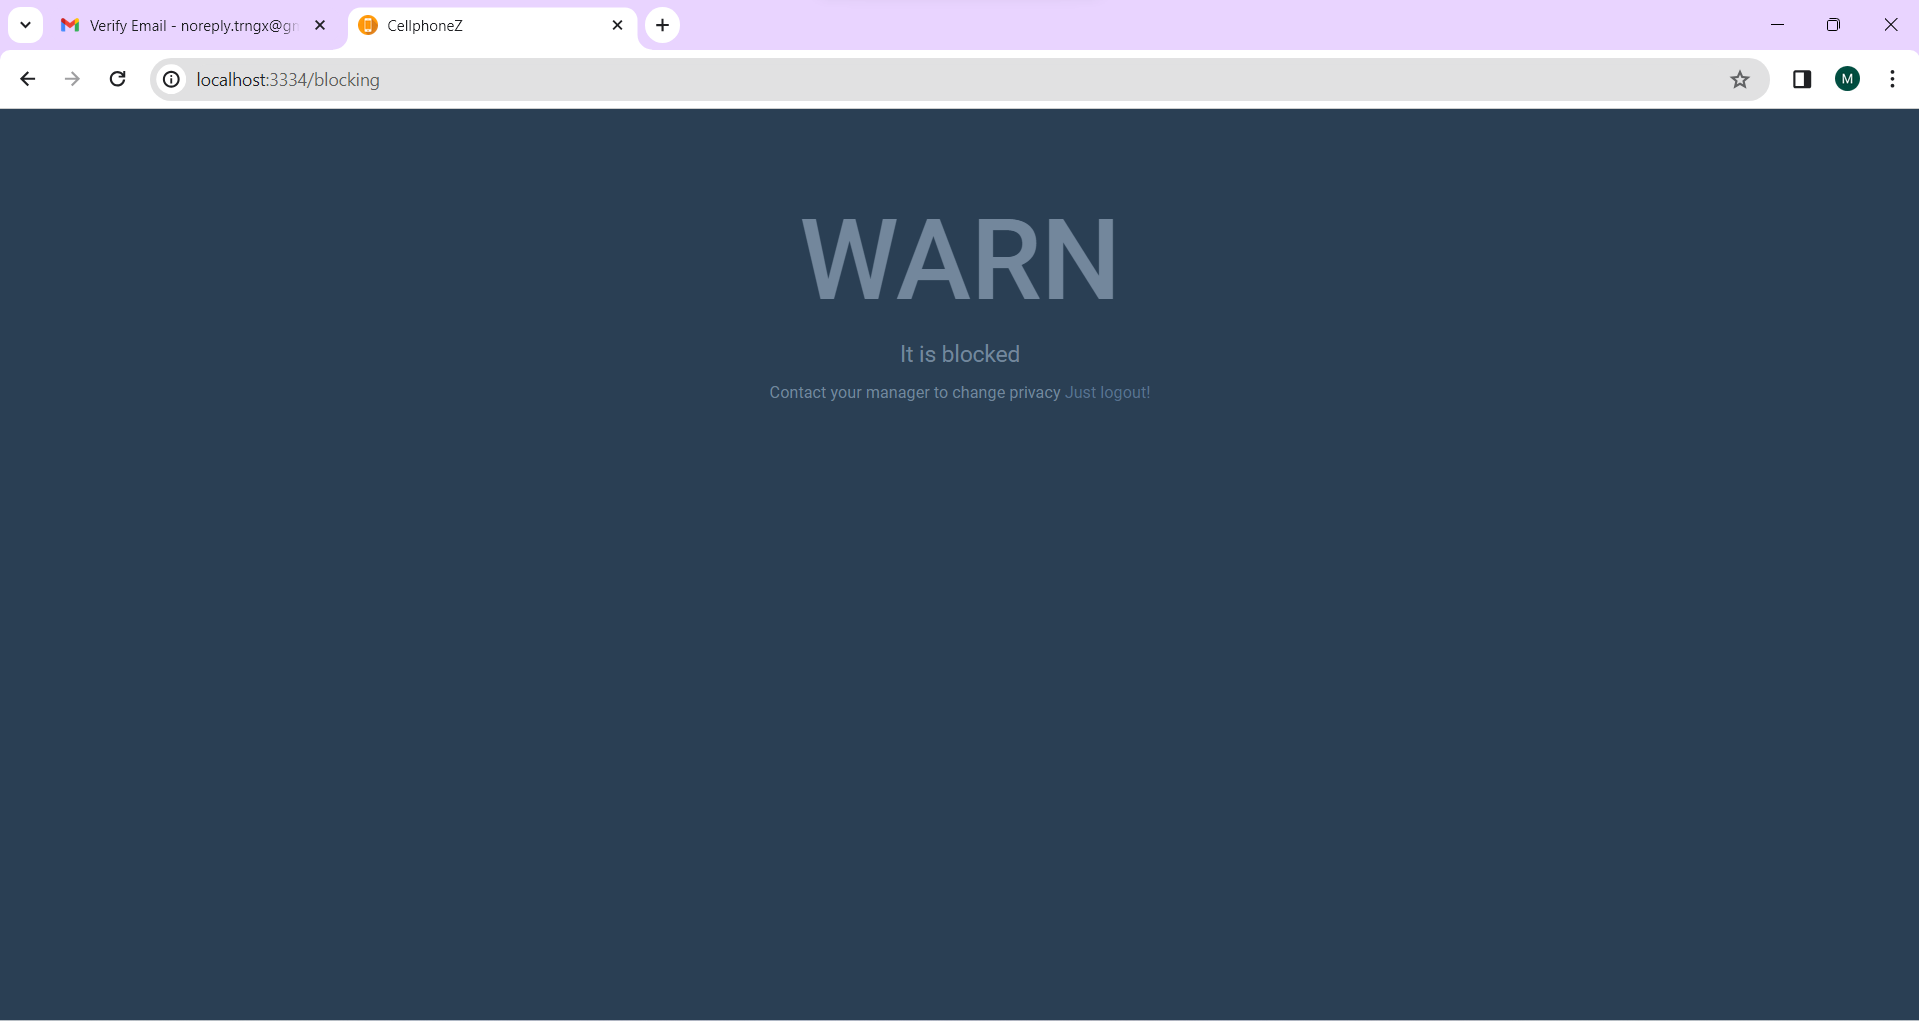 Verify Email - noreply.trngx@gr
CellphoneZ
localhost:3334/blocking
M
WARN
It is blocked
Contact your manager to change privacy Just logout!